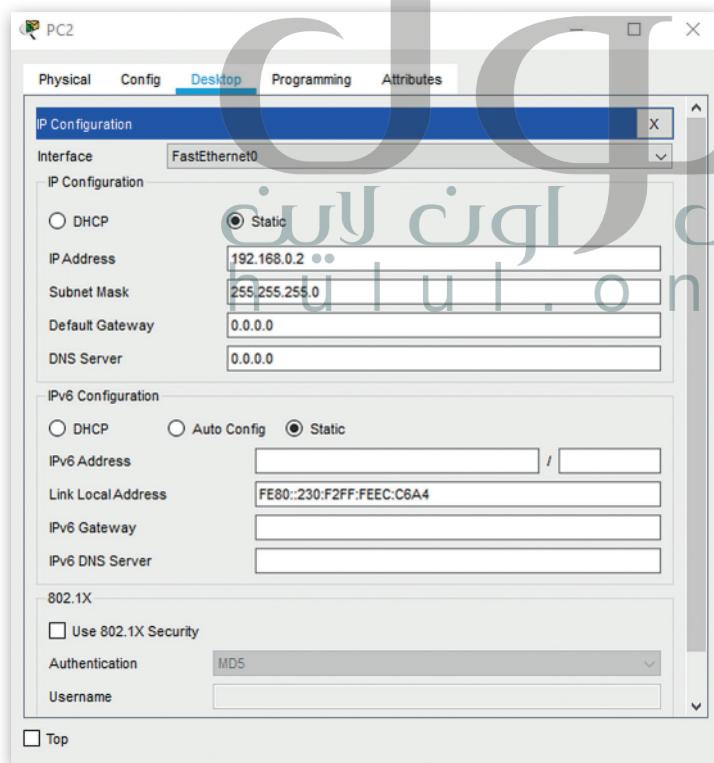 PC2
Physical Config Desktop Programming Attributes
IP Configuration X
Interface FastEthernet0
IP Configuration
DHCP Static
IP Address 192.168.0.2
Subnet Mask 255.255.255.0
Default Gateway 0.0.0.0
DNS Server 0.0.0.0
IPv6 Configuration
DHCP Auto Config Static
IPv6 Address /
Link Local Address FE80::230:F2FF:FEEC:C6A4
IPv6 Gateway
IPv6 DNS Server
802.1X
Use 802.1X Security
Authentication MD5
Username
Top
اون لاين
hulul.on